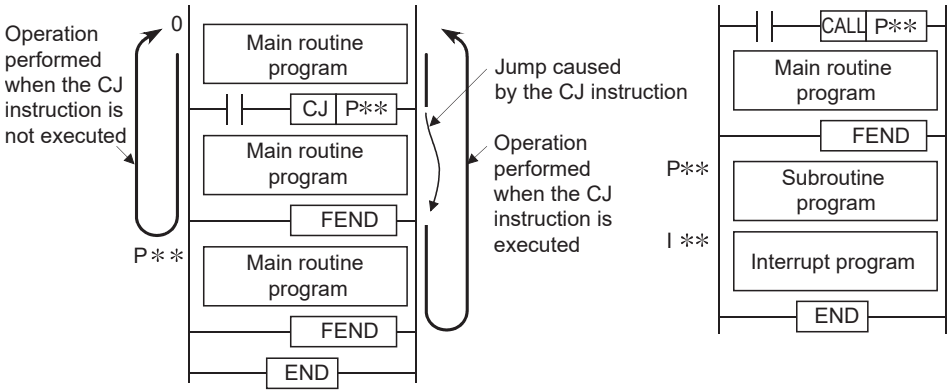 Operation
performed
when the CJ
instruction is
not executed
0
Main routine
program
CJ P**
Main routine
program
FEND
P**
Main routine
program
FEND
END
Jump caused
by the CJ instruction
Operation
performed
when the CJ
instruction is
executed
CALL P**
Main routine
program
FEND
P**
Subroutine
program
I **
Interrupt program
END